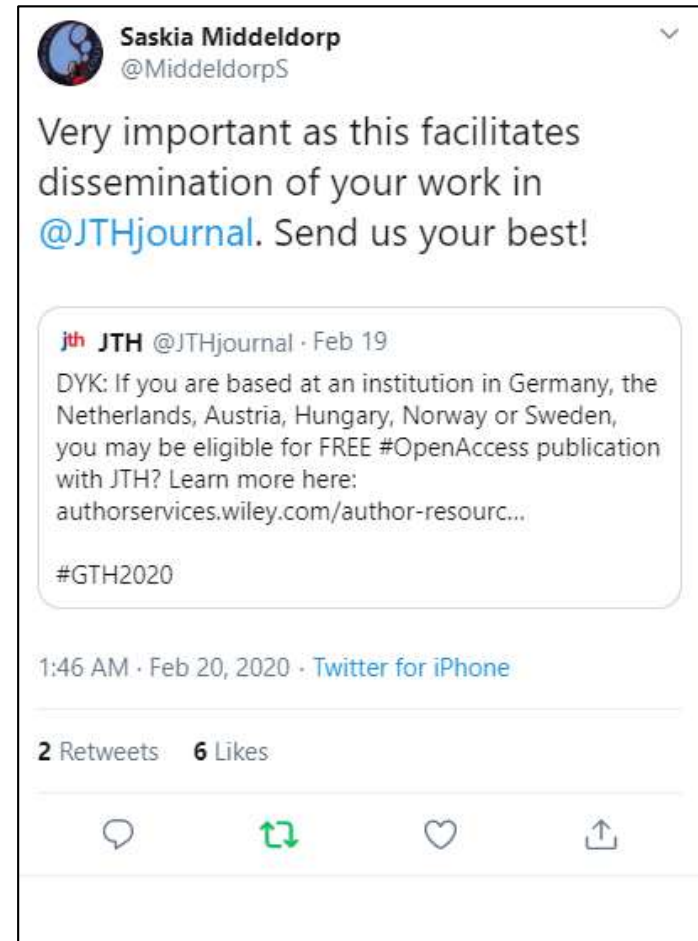 Saskia Middeldorp
@MiddeldorpS
Very important as this facilitates
dissemination of your work in
@JTHjournal. Send us your best!
jth JTH @JTHjournal · Feb 19
DYK: If you are based at an institution in Germany, the
Netherlands, Austria, Hungary, Norway or Sweden,
you may be eligible for FREE #OpenAccess publication
with JTH? Learn more here:
authorservices.wiley.com/author-resourc...
#GTH2020
1:46 AM · Feb 20, 2020 · Twitter for iPhone
2 Retweets 6 Likes